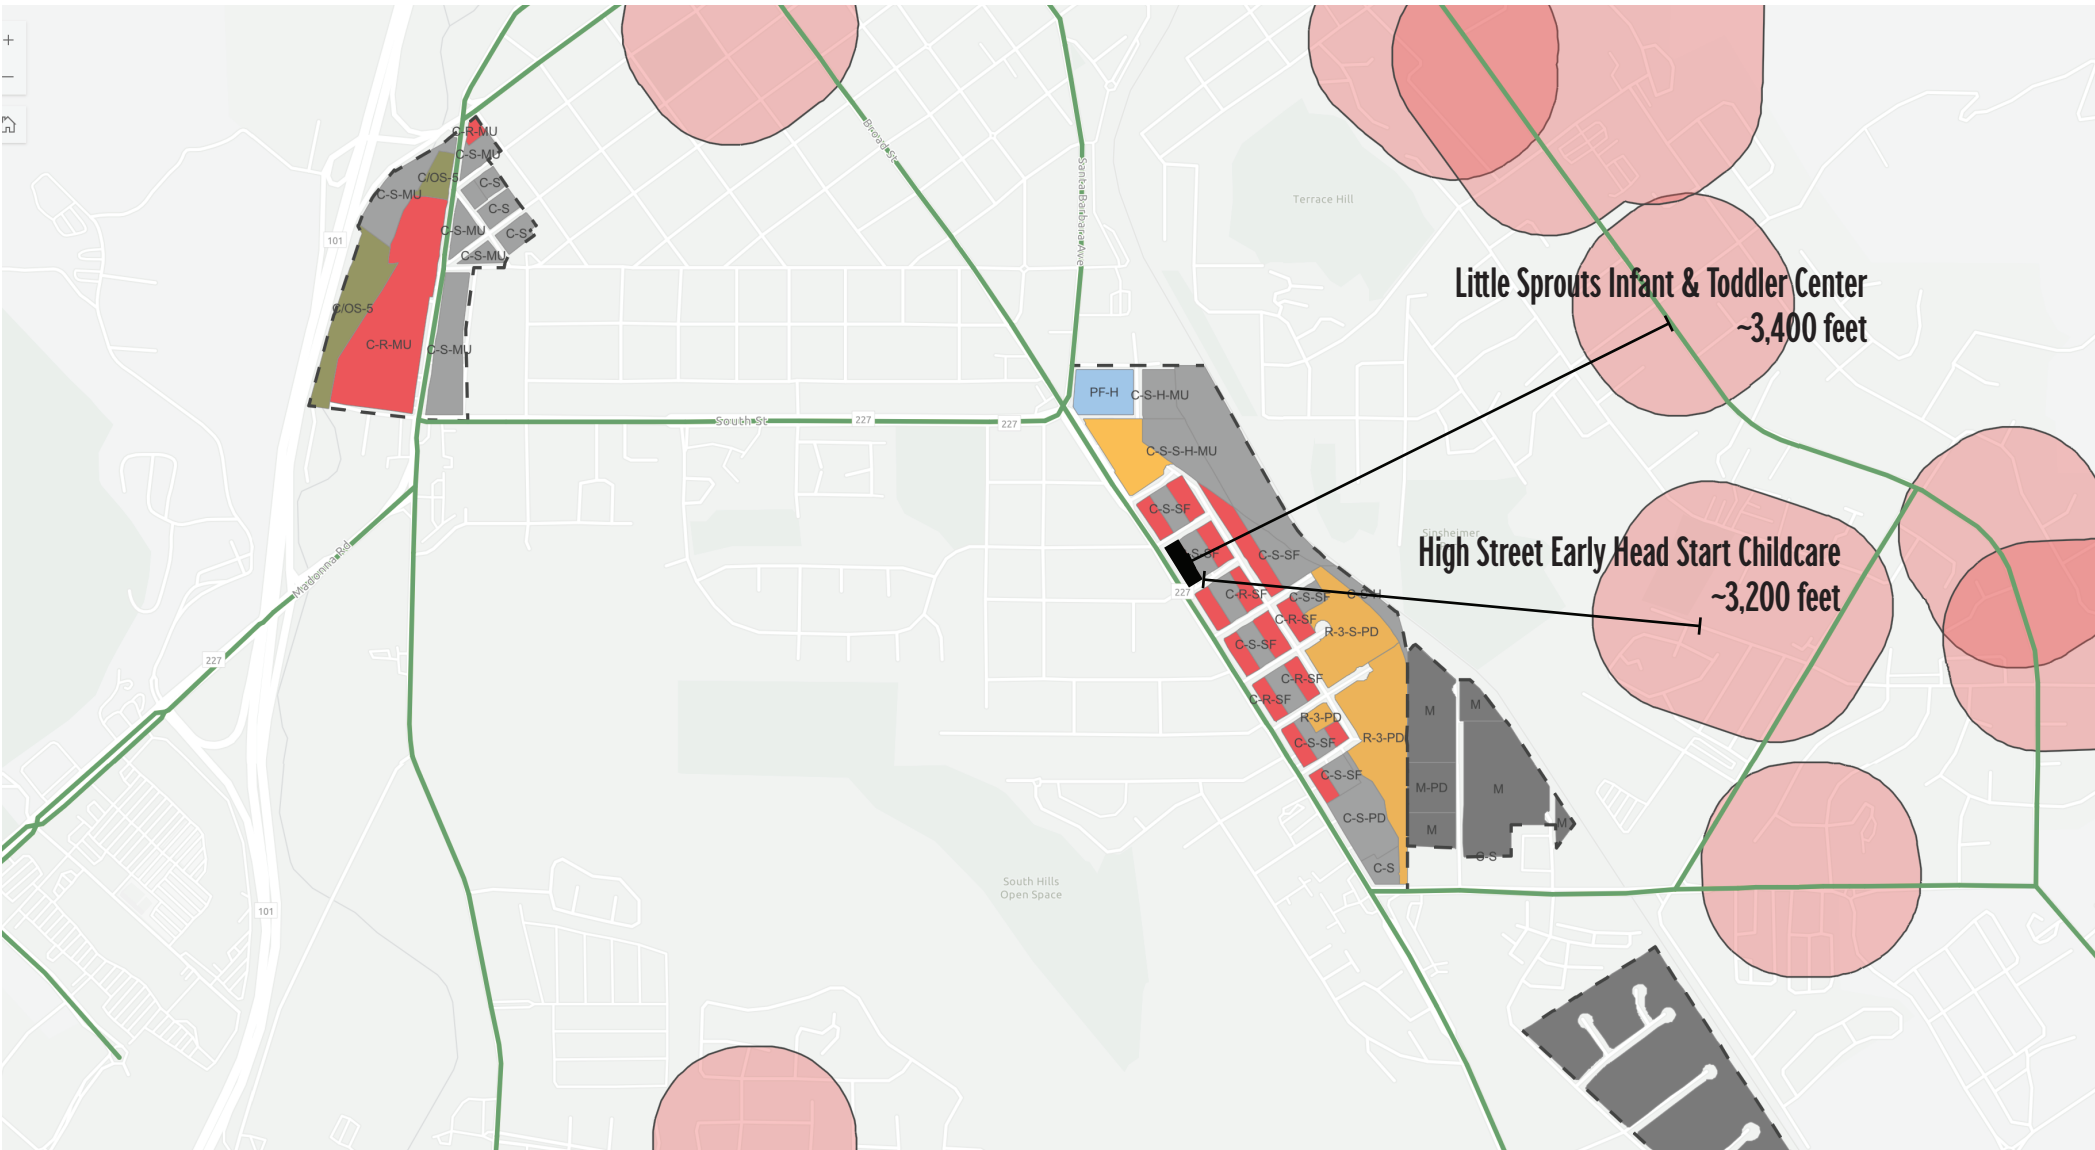 +
−
Broad St
Santa Barbara Ave
Terrace Hill
C-R-MU
C-S-MU
C/OS-5
C-S
C-S-MU
C-S
C-S-MU
C-S
C-S-MU
101
Little Sprouts Infant & Toddler Center
~3,400 feet
C/OS-5
C-R-MU
C-S-MU
PF-H
C-S-H-MU
South St
227
227
C-S-S-H-MU
C-S-SF
Sinsheimer
High Street Early Head Start Childcare
~3,200 feet
S-SF
C-S-SF
Madonna Rd
227
C-R-SF
C-S-SF
C-S-H
C-R-SF
R-3-S-PD
C-S-SF
227
C-R-SF
C-R-SF
M
M
R-3-PD
C-S-SF
R-3-PD
C-S-SF
M-PD
M
C-S-PD
M
M
C-S
C-S
South Hills
Open Space
101